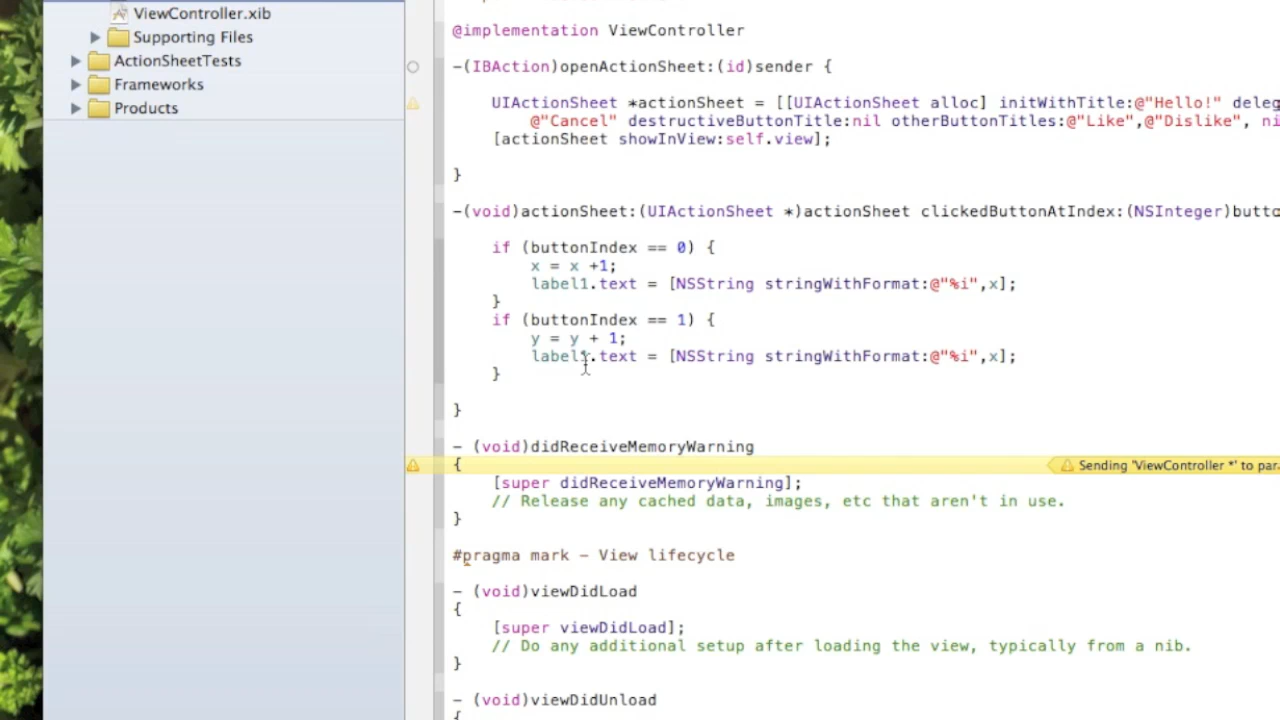 ViewController.xib
Supporting Files
ActionSheetTests
Frameworks
Products
@implementation ViewController
-(IBAction)openActionSheet:(id)sender {
UIActionSheet *actionSheet = [[UIActionSheet alloc] initWithTitle:@"Hello!" deleg
@"Cancel" destructiveButtonTitle:nil otherButtonTitles:@"Like",@"Dislike", ni
[actionSheet showInView:self.view];
}
-(void)actionSheet:(UIActionSheet *)actionSheet clickedButtonAtIndex:(NSInteger)butto
if (buttonIndex == 0) {
x = x +1;
label1.text = [NSString stringWithFormat:@"%i",x];
}
if (buttonIndex == 1) {
y = y + 1;
label1.text = [NSString stringWithFormat:@"%i",x];
}
}
- (void)didReceiveMemoryWarning
{
Sending 'ViewController *' to para
[super didReceiveMemoryWarning];
// Release any cached data, images, etc that aren't in use.
}
#pragma mark - View lifecycle
- (void)viewDidLoad
{
[super viewDidLoad];
// Do any additional setup after loading the view, typically from a nib.
}
- (void)viewDidUnload
{